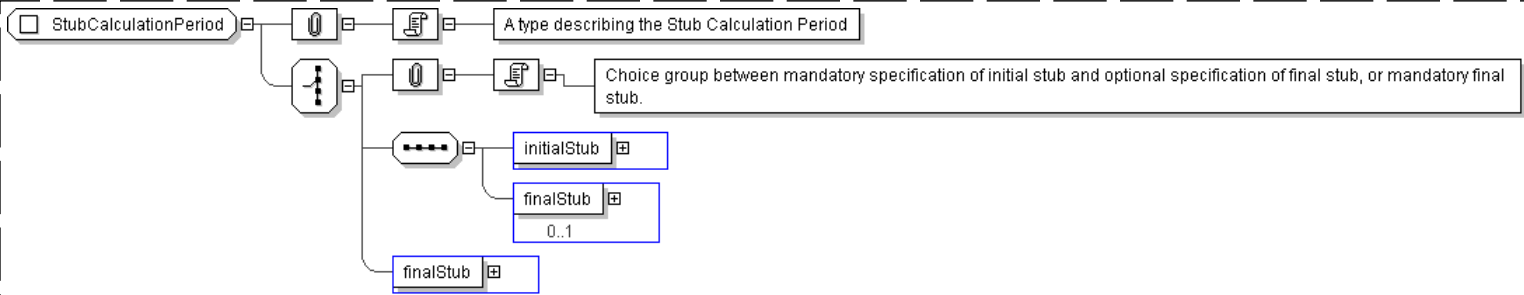 StubCalculationPeriod
A type describing the Stub Calculation Period
Choice group between mandatory specification of initial stub and optional specification of final stub, or mandatory final
stub.
initialStub
finalStub
0..1
finalStub